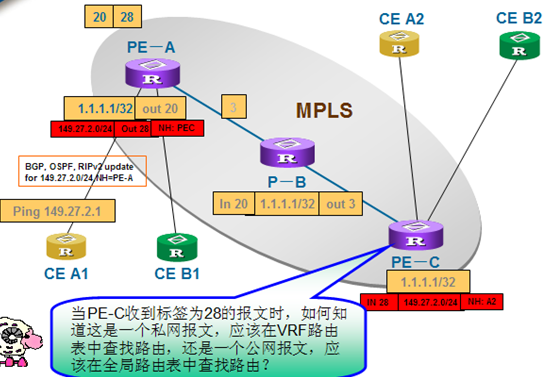 20 28
CE A2
CE B2
PE-A
1.1.1.1/32 out 20
3
MPLS
149.27.2.0/24 Out 28 NH: PEC
BGP, OSPF, RIPv2 update
for 149.27.2.0/24,NH=PE-A
P-B
Ping 149.27.2.1
In 20 1.1.1.1/32 out 3
CE A1
CE B1
PE-C
1.1.1.1/32
IN 28 149.27.2.0/24 NH: A2
当PE-C收到标签为28的报文时，如何知
道这是一个私网报文，应该在VRF路由
表中查找路由，还是一个公网报文，应
该在全局路由表中查找路由？
R
R
R
R
R
R
R